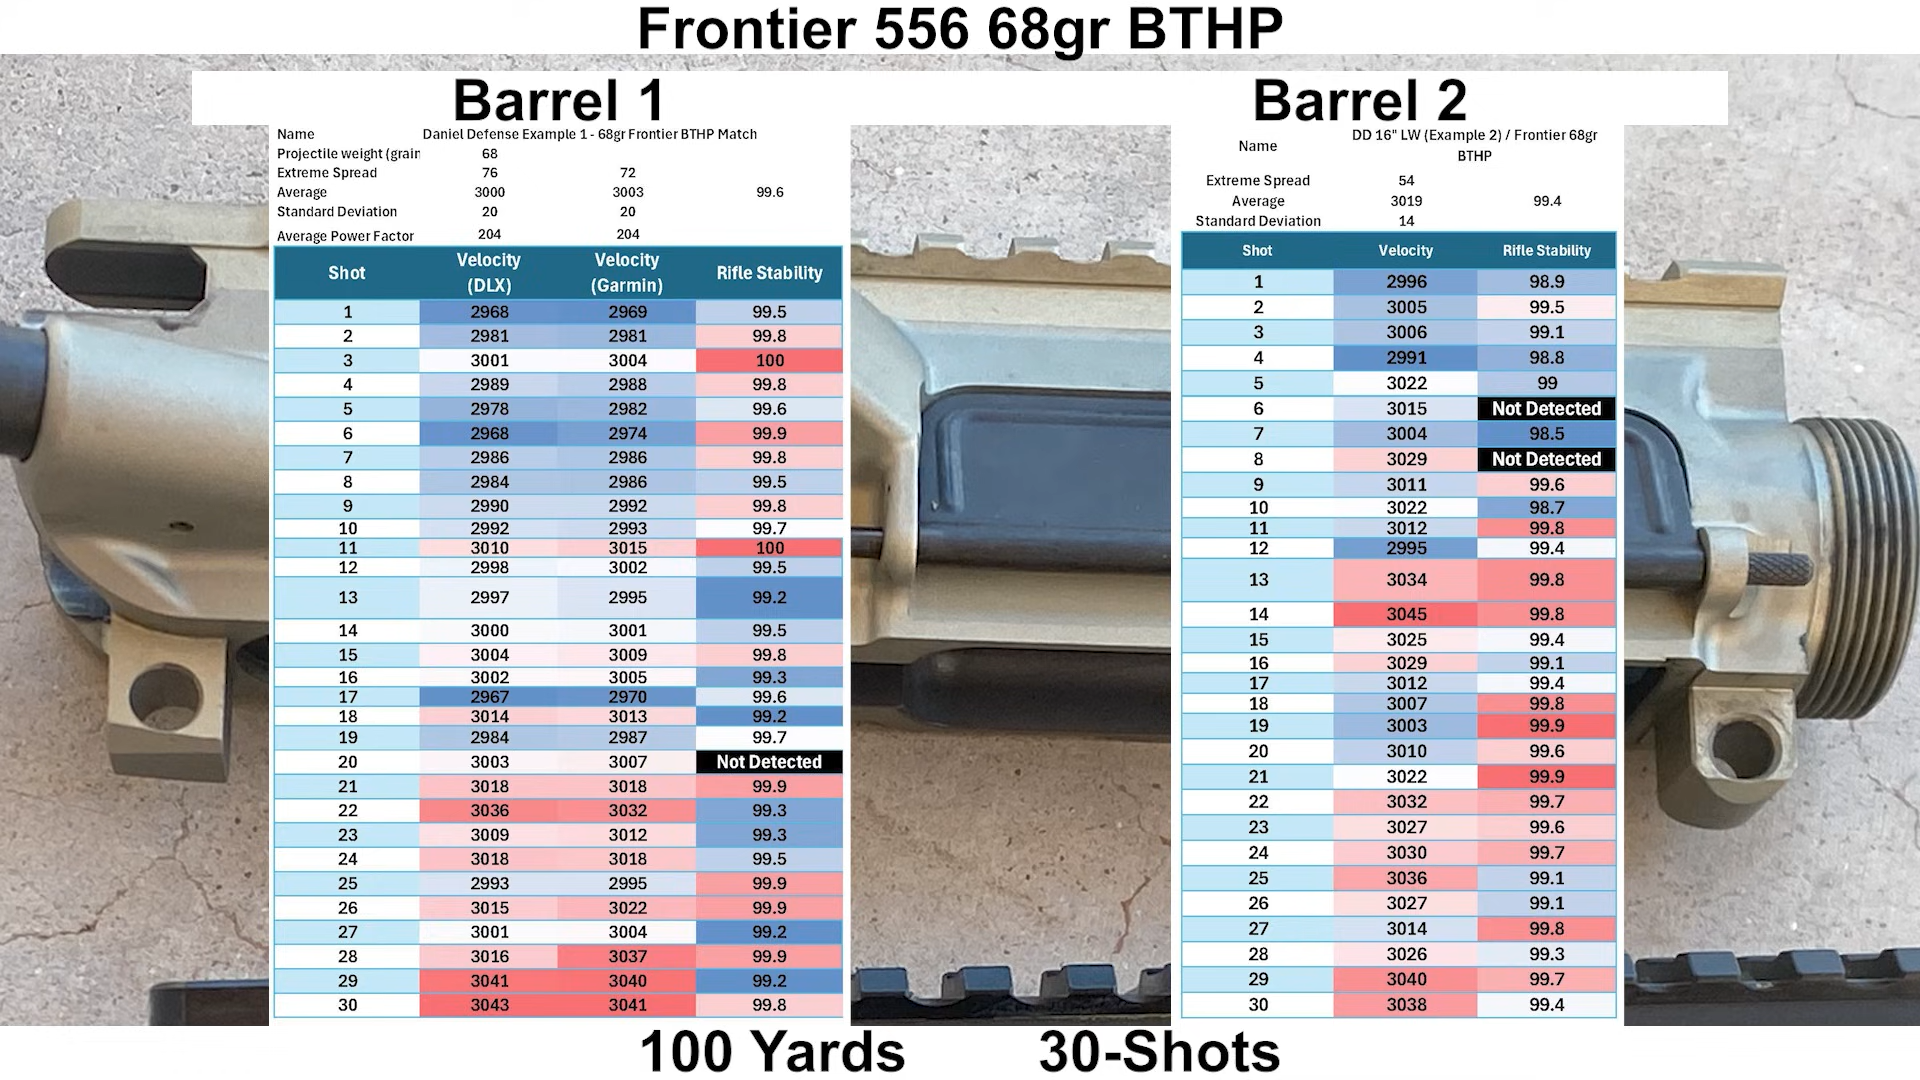 Frontier 556 68gr BTHP
Barrel 1
Name Daniel Defense Example 1 - 68gr Frontier BTHP Match
Projectile weight (grain 68
Extreme Spread 76 72
Average 3000 3003 99.6
Standard Deviation 20 20
Average Power Factor 204 204
Shot Velocity (DLX) Velocity (Garmin) Rifle Stability
1 2968 2969 99.5
2 2981 2981 99.8
3 3001 3004 100
4 2989 2988 99.8
5 2978 2982 99.6
6 2968 2974 99.9
7 2986 2986 99.8
8 2984 2986 99.5
9 2990 2992 99.8
10 2992 2993 99.7
11 3010 3015 100
12 2998 3002 99.5
13 2997 2995 99.2
14 3000 3001 99.5
15 3004 3009 99.8
16 3002 3005 99.3
17 2967 2970 99.6
18 3014 3013 99.2
19 2984 2987 99.7
20 3003 3007 Not Detected
21 3018 3018 99.9
22 3036 3032 99.3
23 3009 3012 99.3
24 3018 3018 99.5
25 2993 2995 99.9
26 3015 3022 99.9
27 3001 3004 99.2
28 3016 3037 99.9
29 3041 3040 99.2
30 3043 3041 99.8
Barrel 2
Name DD 16" LW (Example 2) / Frontier 68gr
BTHP
Extreme Spread 54
Average 3019 99.4
Standard Deviation 14
Shot Velocity Rifle Stability
1 2996 98.9
2 3005 99.5
3 3006 99.1
4 2991 98.8
5 3022 99
6 3015 Not Detected
7 3004 98.5
8 3029 Not Detected
9 3011 99.6
10 3022 98.7
11 3012 99.8
12 2995 99.4
13 3034 99.8
14 3045 99.8
15 3025 99.4
16 3029 99.1
17 3012 99.4
18 3007 99.8
19 3003 99.9
20 3010 99.6
21 3022 99.9
22 3032 99.7
23 3027 99.6
24 3030 99.7
25 3036 99.1
26 3027 99.1
27 3014 99.8
28 3026 99.3
29 3040 99.7
30 3038 99.4
100 Yards 30-Shots